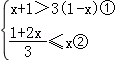 x+1>3(1-x)①
(1+2x)/3≤x②